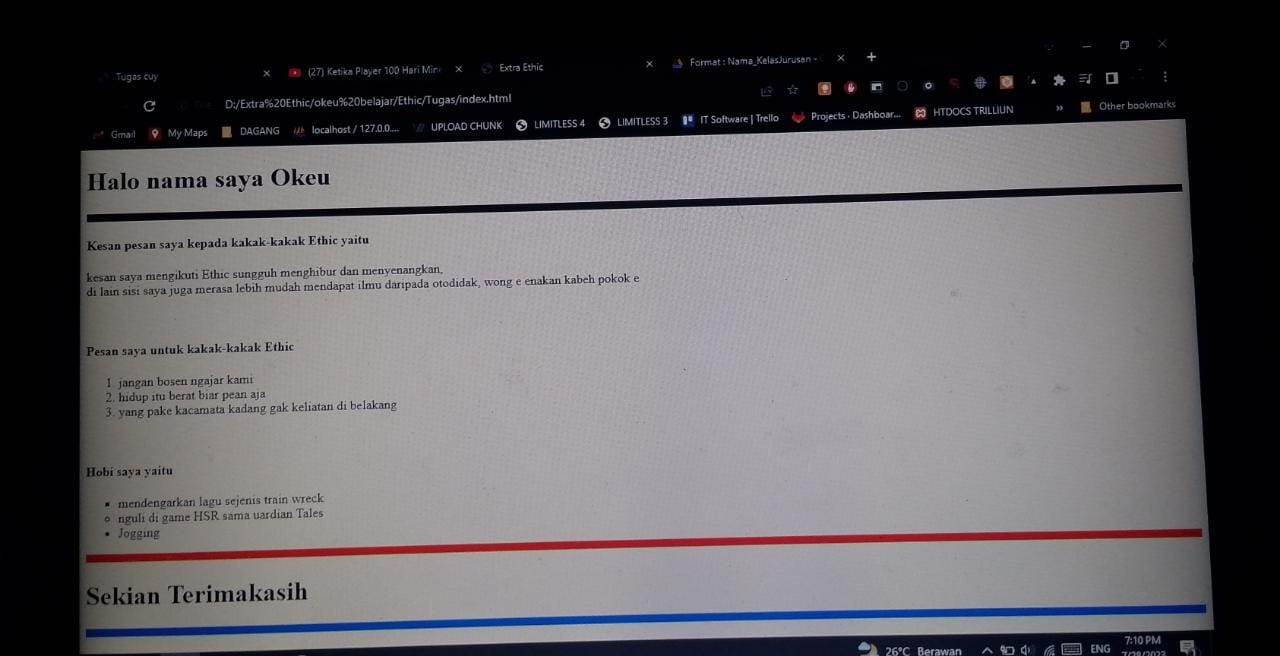 Tugas cuy
(27) Ketika Player 100 Hari Min
Extra Ethic
Format : Nama_KelasJurusan -
D:/Extra%20Ethic/okeu%20belajar/Ethic/Tugas/index.html
Gmail
My Maps
DAGANG
localhost / 127.0.0....
UPLOAD CHUNK
LIMITLESS 4
LIMITLESS 3
IT Software | Trello
Projects · Dashboar...
HTDOCS TRILLIUN
»
Other bookmarks
Halo nama saya Okeu
Kesan pesan saya kepada kakak-kakak Ethic yaitu
kesan saya mengikuti Ethic sungguh menghibur dan menyenangkan,
di lain sisi saya juga merasa lebih mudah mendapat ilmu daripada otodidak, wong e enakan kabeh pokok e
Pesan saya untuk kakak-kakak Ethic
1. jangan bosen ngajar kami
2. hidup itu berat biar pean aja
3. yang pake kacamata kadang gak keliatan di belakang
Hobi saya yaitu
mendengarkan lagu sejenis train wreck
nguli di game HSR sama uardian Tales
Jogging
Sekian Terimakasih
26°C Berawan
ENG
7:10 PM